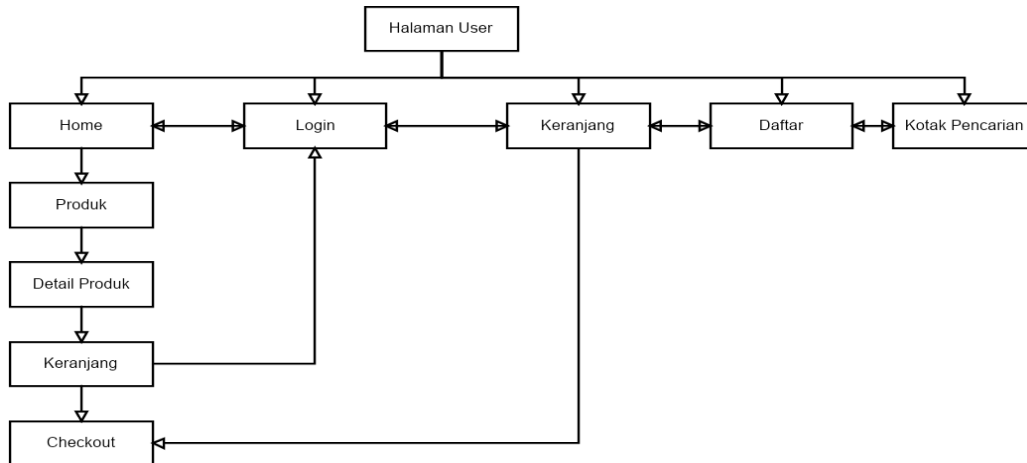 Halaman User
Home
Login
Keranjang
Daftar
Kotak Pencarian
Produk
Detail Produk
Keranjang
Checkout